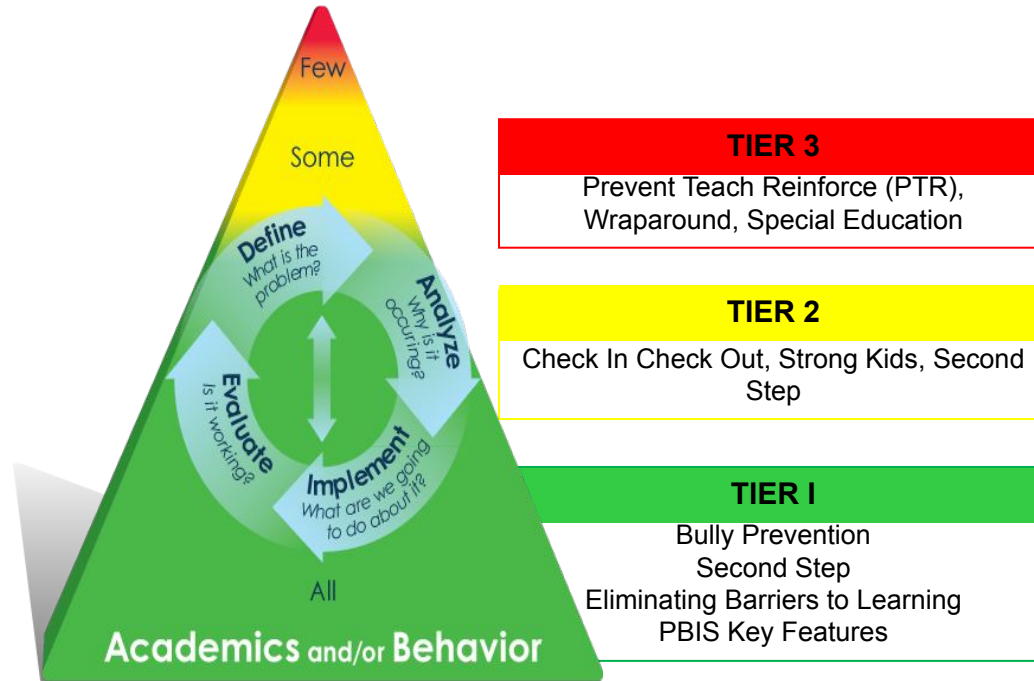 Few
Some
Define
What is the
problem?
Analyze
Why is it
occuring?
Implement
What are we going
to do about it?
Evaluate
Is it working?
All
Academics and/or Behavior
TIER 3
Prevent Teach Reinforce (PTR),
Wraparound, Special Education
TIER 2
Check In Check Out, Strong Kids, Second
Step
TIER I
Bully Prevention
Second Step
Eliminating Barriers to Learning
PBIS Key Features